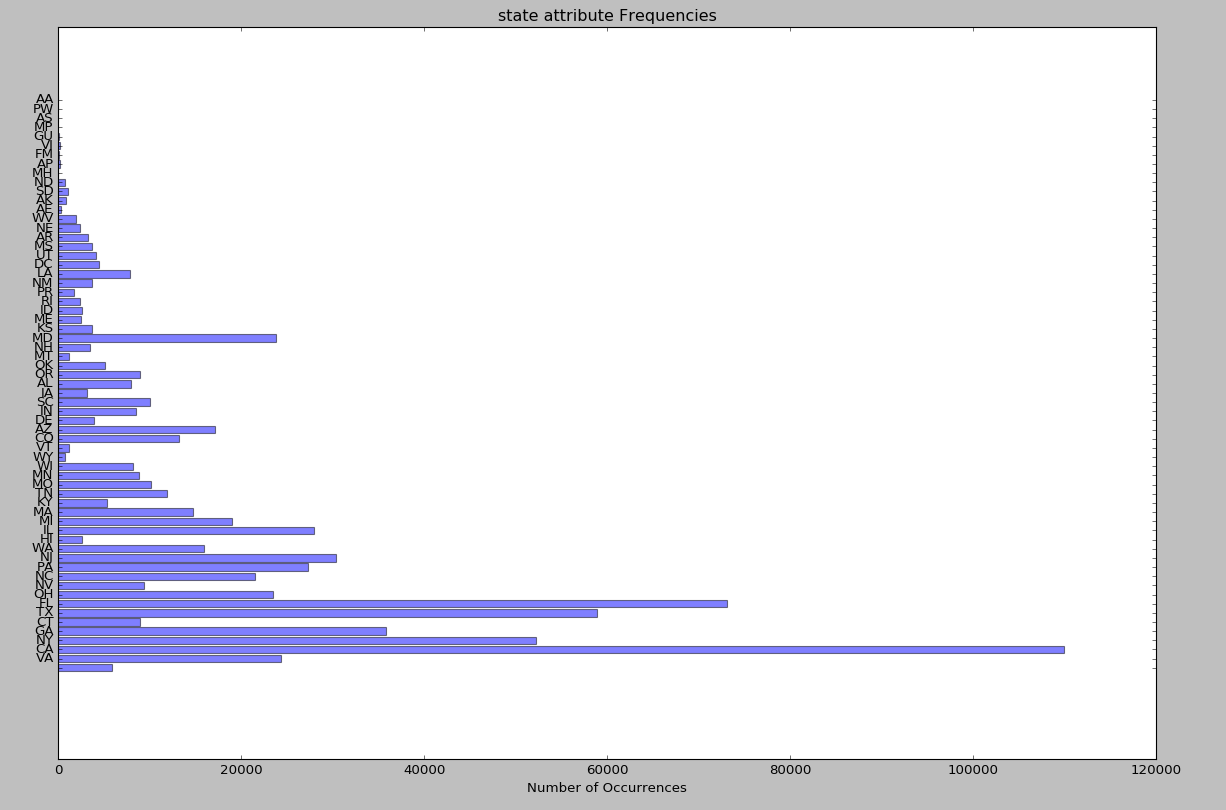 state attribute Frequencies
AA
PW
AS
MP
GU
VI
FM
AP
MH
ND
SD
AK
AE
WV
NE
AR
MS
UT
DC
LA
NM
PR
RI
ID
ME
KS
MD
NH
MT
OK
OR
AL
IA
SC
IN
DE
AZ
CO
VT
WY
WI
MN
MO
TN
KY
MA
MI
IL
HI
WA
NJ
PA
NC
NV
OH
FL
TX
CT
GA
NY
CA
VA
0 20000 40000 60000 80000 100000 120000
Number of Occurrences